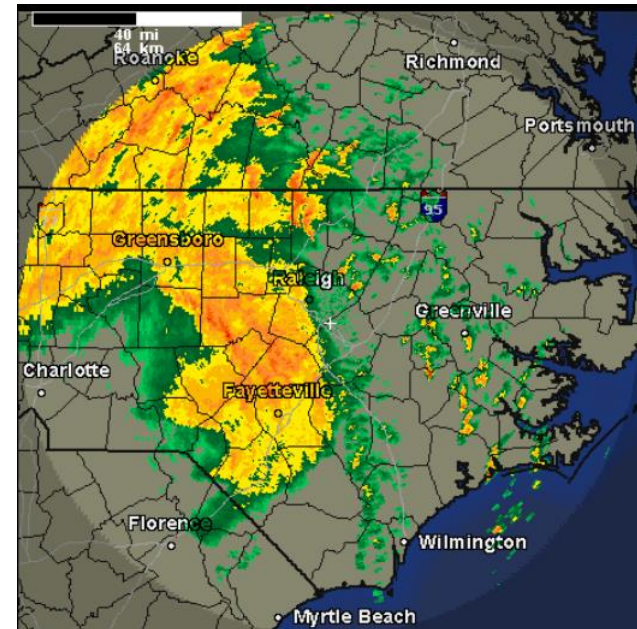 40 mi
64 km
Roanoke
Richmond
Portsmouth
95
Greensboro
Raleigh
Greenville
Charlotte
Fayetteville
Florence
Wilmington
Myrtle Beach